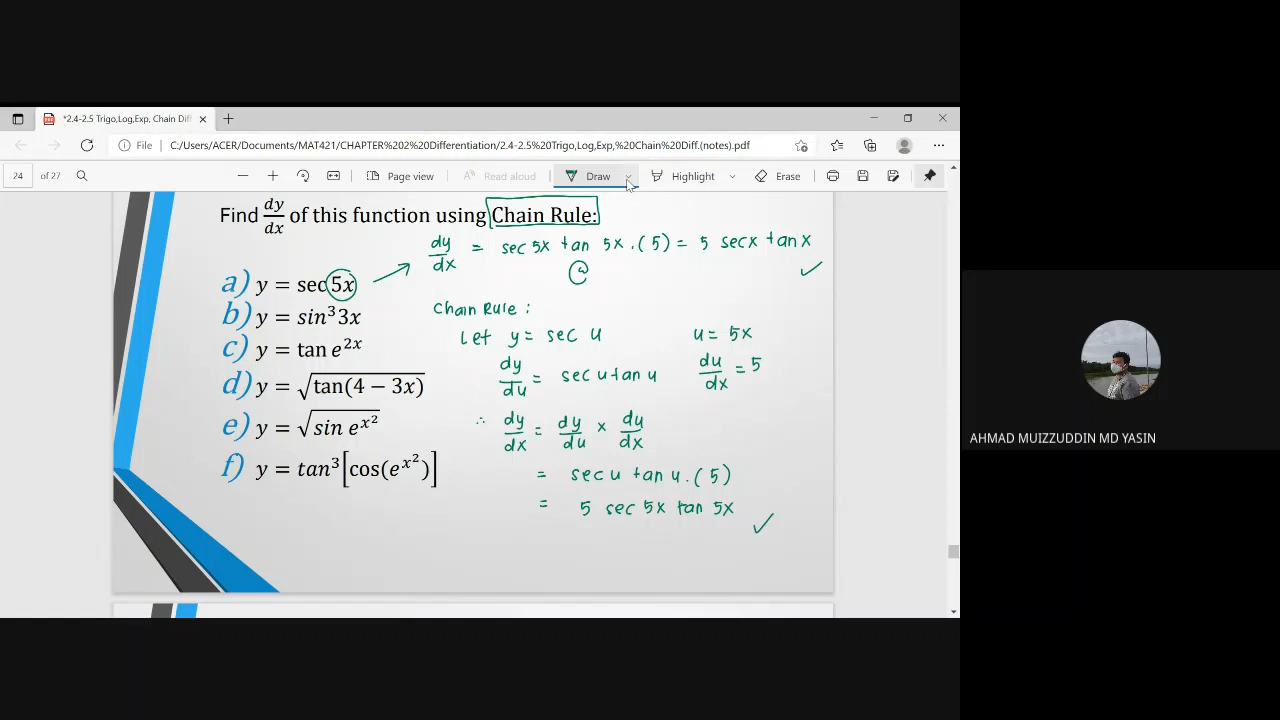 *2.4-2.5 Trigo,Log,Exp, Chain Dif
File C:/Users/ACER/Documents/MAT421/CHAPTER%202%20Differentiation/2.4-2.5%20Trigo,Log,Exp,%20Chain%20Diff.(notes).pdf
24 of 27 Page view Read aloud Draw Highlight Erase
Find dy/dx of this function using Chain Rule:
dy/dx = sec 5x tan 5x . (5) = 5 secx tanx ✓
@
a) y = sec 5x
Chain Rule :
b) y = sin³3x
Let y = sec u u = 5x
c) y = tan e²ˣ
dy/du = sec u tan u du/dx = 5
d) y = √tan(4 − 3x)
e) y = √sin e^x²
∴ dy/dx = dy/du × du/dx
f) y = tan³[cos(e^x²)]
= sec u tan u . (5)
= 5 sec 5x tan 5x ✓
AHMAD MUIZZUDDIN MD YASIN